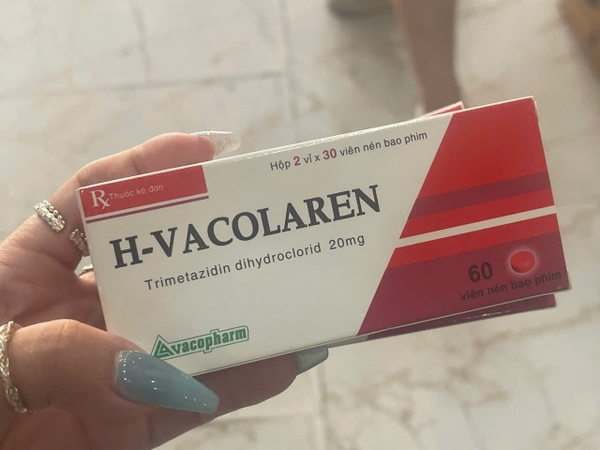 Rx Thuốc kê đơn
Hộp 2 vỉ x 30 viên nén bao phim
H-VACOLAREN
Trimetazidin dihydroclorid 20mg
60
viên nén bao phim
vacopharm